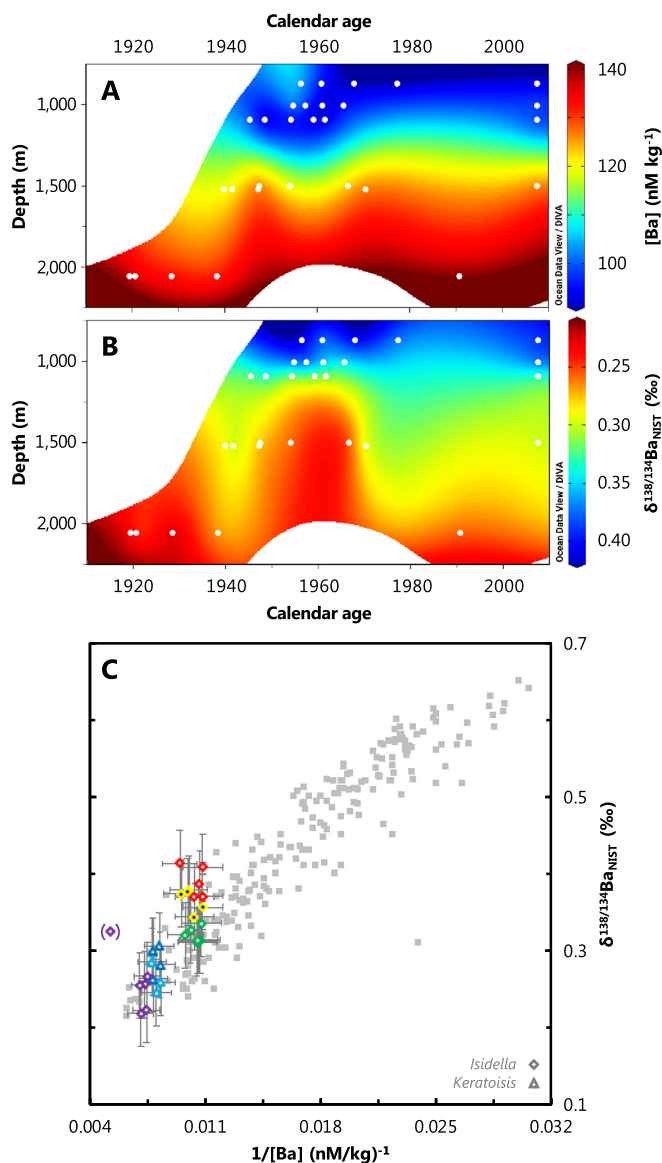 Calendar age
1920 1940 1960 1980 2000
A
1,000
1,500
2,000
Depth (m)
Ocean Data View / DIVA
140
120
100
[Ba] (nM kg⁻¹)
B
1,000
1,500
2,000
Depth (m)
Ocean Data View / DIVA
0.25
0.30
0.35
0.40
δ¹³⁸/¹³⁴Ba_NIST (‰)
1920 1940 1960 1980 2000
Calendar age
C
0.7
0.5
0.3
0.1
δ¹³⁸/¹³⁴Ba_NIST (‰)
( )
Isidella
Keratoisis
0.004 0.011 0.018 0.025 0.032
1/[Ba] (nM/kg)⁻¹